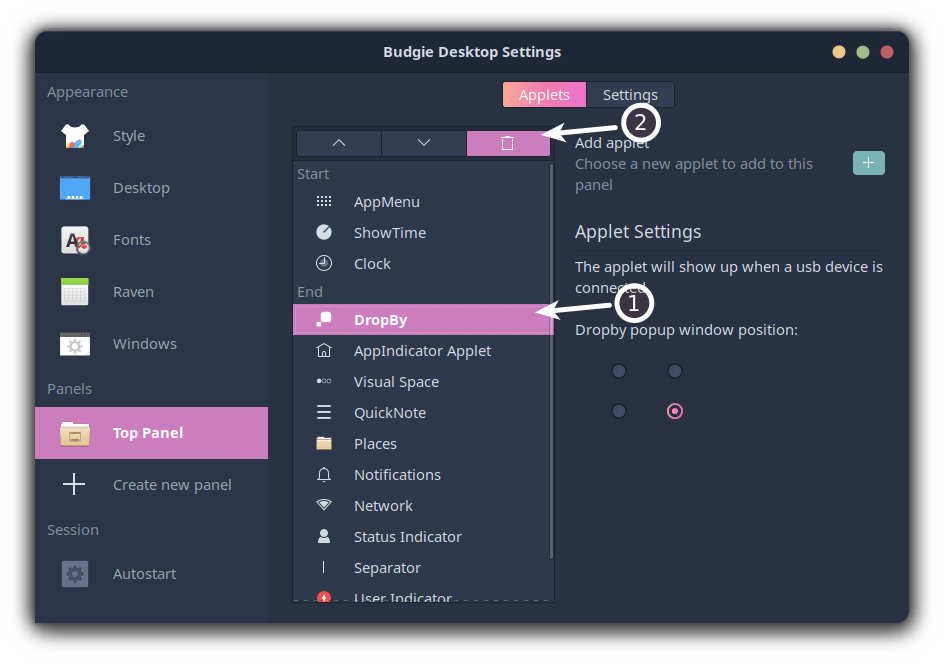 Budgie Desktop Settings
Appearance
Style
Desktop
Fonts
Raven
Windows
Panels
Top Panel
Create new panel
Session
Autostart
Applets
Settings
Start
AppMenu
ShowTime
Clock
End
DropBy
AppIndicator Applet
Visual Space
QuickNote
Places
Notifications
Network
Status Indicator
Separator
User Indicator
2
Add applet
Choose a new applet to add to this
panel
Applet Settings
The applet will show up when a usb device is
connected
1
Dropby popup window position: